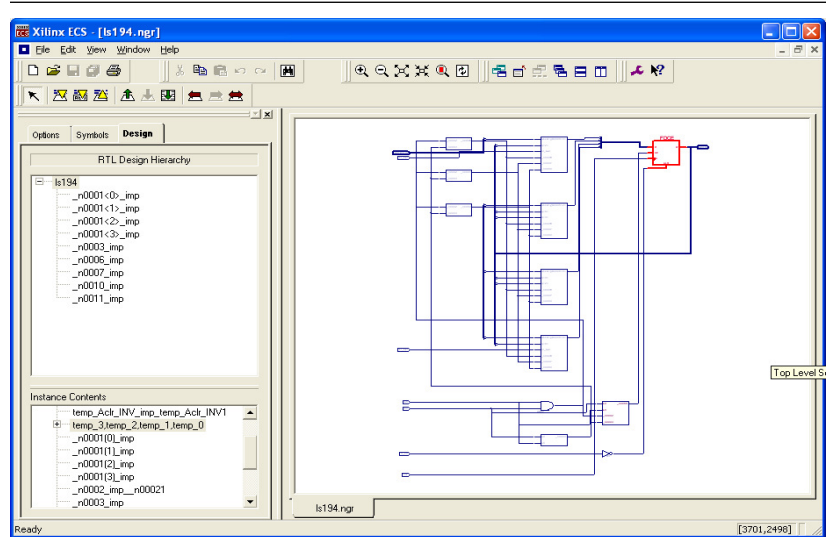 Xilinx ECS - [ls194.ngr]
File Edit View Window Help
Options Symbols Design
RTL Design Hierarchy
ls194
_n0001<0>_imp
_n0001<1>_imp
_n0001<2>_imp
_n0001<3>_imp
_n0003_imp
_n0006_imp
_n0007_imp
_n0010_imp
_n0011_imp
Instance Contents
temp_Aclr_INV_imp_temp_Aclr_INV1
temp_3,temp_2,temp_1,temp_0
_n0001(0)_imp
_n0001(1)_imp
_n0001(2)_imp
_n0001(3)_imp
_n0002_imp__n00021
_n0003_imp
Top Level S
ls194.ngr
Ready
[3701,2498]